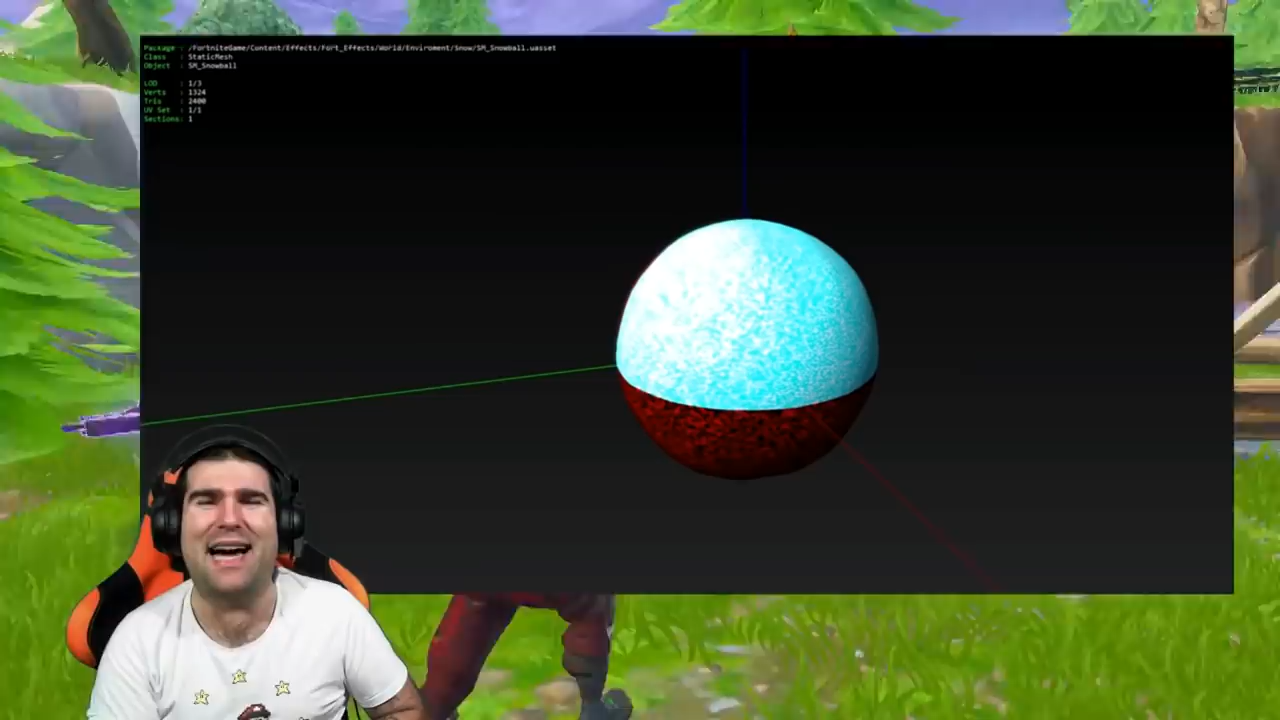 Package : /FortniteGame/Content/Effects/Fort_Effects/World/Enviroment/Snow/SM_Snowball.uasset
Class : StaticMesh
Object : SM_Snowball
LOD : 1/3
Verts : 1324
Tris : 2400
UV Set : 1/1
Sections: 1